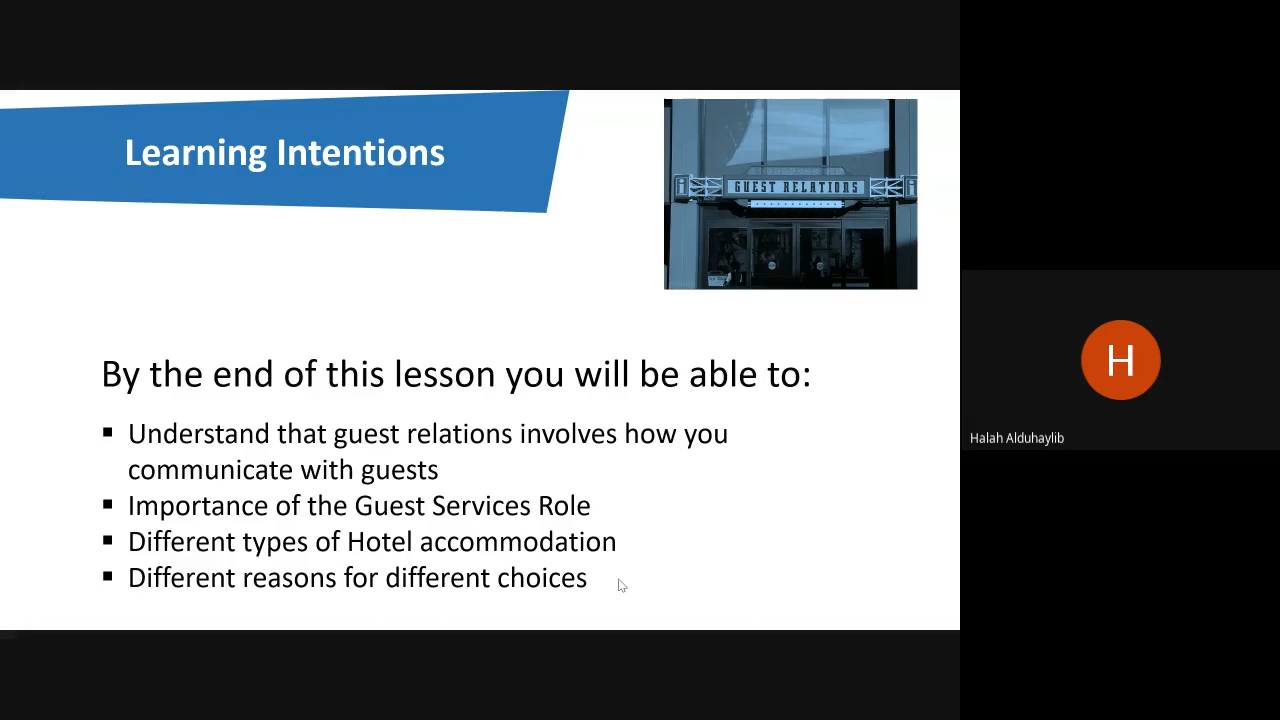 Learning Intentions
GUEST RELATIONS
By the end of this lesson you will be able to:
▪ Understand that guest relations involves how you
communicate with guests
▪ Importance of the Guest Services Role
▪ Different types of Hotel accommodation
▪ Different reasons for different choices
H
Halah Alduhaylib